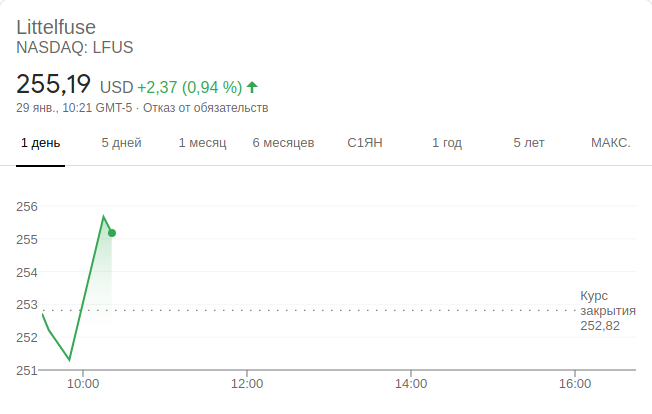 Littelfuse
NASDAQ: LFUS
255,19 USD +2,37 (0,94 %)
29 янв., 10:21 GMT-5 · Отказ от обязательств
1 день 5 дней 1 месяц 6 месяцев С1ЯН 1 год 5 лет МАКС.
256
255
254
253
252
251
Курс
закрытия
252,82
10:00 12:00 14:00 16:00